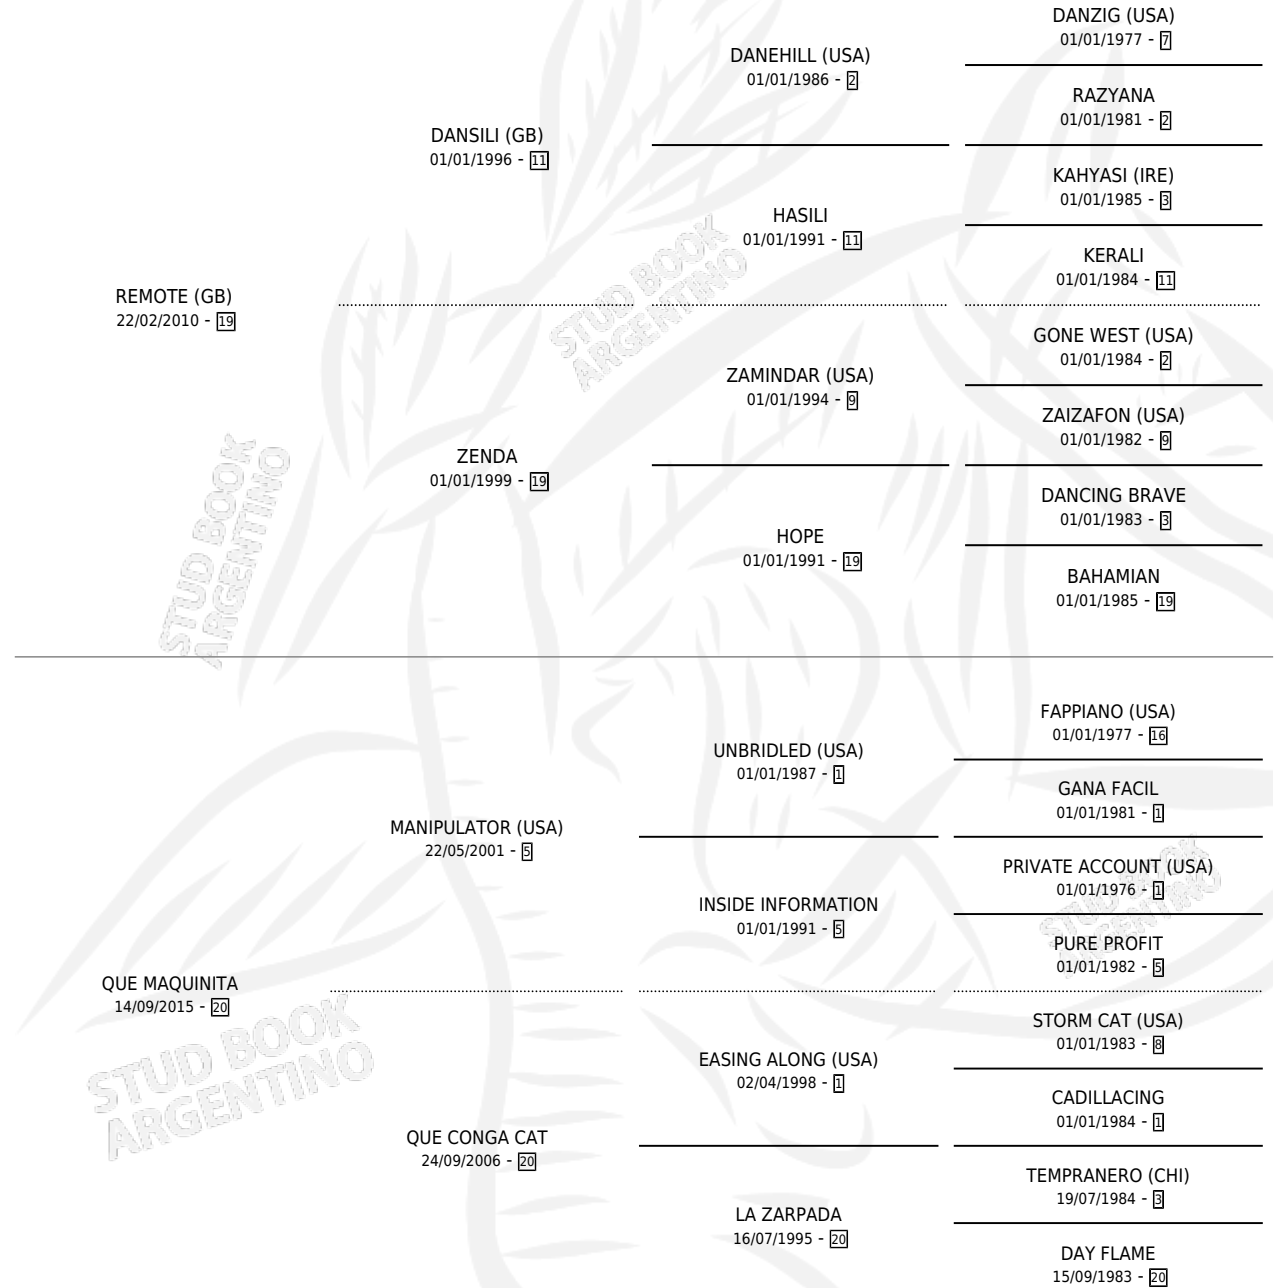 DANZIG (USA)
01/01/1977 - 7
DANEHILL (USA)
01/01/1986 - 2
RAZYANA
01/01/1981 - 2
DANSILI (GB)
01/01/1996 - 11
KAHYASI (IRE)
01/01/1985 - 3
HASILI
01/01/1991 - 11
KERALI
01/01/1984 - 11
REMOTE (GB)
22/02/2010 - 19
STUD BOOK
ARGENTINO
GONE WEST (USA)
01/01/1984 - 2
ZAMINDAR (USA)
01/01/1994 - 9
ZAIZAFON (USA)
01/01/1982 - 9
ZENDA
01/01/1999 - 19
DANCING BRAVE
01/01/1983 - 3
HOPE
01/01/1991 - 19
BAHAMIAN
01/01/1985 - 19
STUD BOOK
ARGENTINO
FAPPIANO (USA)
01/01/1977 - 16
UNBRIDLED (USA)
01/01/1987 - 1
GANA FACIL
01/01/1981 - 1
MANIPULATOR (USA)
22/05/2001 - 5
PRIVATE ACCOUNT (USA)
01/01/1976 - 1
INSIDE INFORMATION
01/01/1991 - 5
STUD BOOK
ARGENTINO
PURE PROFIT
01/01/1982 - 5
QUE MAQUINITA
14/09/2015 - 20
STUD BOOK
ARGENTINO
STORM CAT (USA)
01/01/1983 - 8
EASING ALONG (USA)
02/04/1998 - 1
CADILLACING
01/01/1984 - 1
QUE CONGA CAT
24/09/2006 - 20
TEMPRANERO (CHI)
19/07/1984 - 3
LA ZARPADA
16/07/1995 - 20
DAY FLAME
15/09/1983 - 20